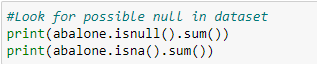 #Look for possible null in dataset
print(abalone.isnull().sum())
print(abalone.isna().sum())